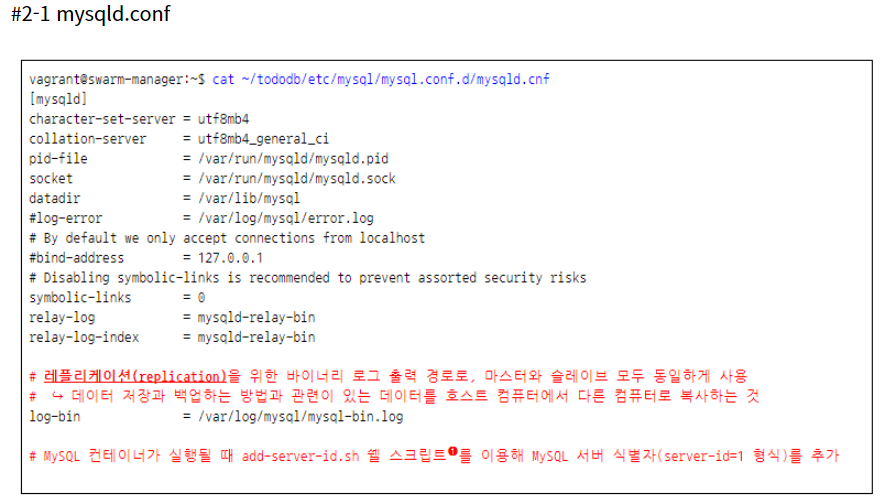 #2-1 mysqld.conf
vagrant@swarm-manager:~$ cat ~/tododb/etc/mysql/mysql.conf.d/mysqld.cnf
[mysqld]
character-set-server = utf8mb4
collation-server = utf8mb4_general_ci
pid-file = /var/run/mysqld/mysqld.pid
socket = /var/run/mysqld/mysqld.sock
datadir = /var/lib/mysql
#log-error = /var/log/mysql/error.log
# By default we only accept connections from localhost
#bind-address = 127.0.0.1
# Disabling symbolic-links is recommended to prevent assorted security risks
symbolic-links = 0
relay-log = mysqld-relay-bin
relay-log-index = mysqld-relay-bin
# 레플리케이션(replication)을 위한 바이너리 로그 출력 경로로, 마스터와 슬레이브 모두 동일하게 사용
# ↪ 데이터 저장과 백업하는 방법과 관련이 있는 데이터를 호스트 컴퓨터에서 다른 컴퓨터로 복사하는 것
log-bin = /var/log/mysql/mysql-bin.log
# MySQL 컨테이너가 실행될 때 add-server-id.sh 쉘 스크립트❶를 이용해 MySQL 서버 식별자(server-id=1 형식)를 추가